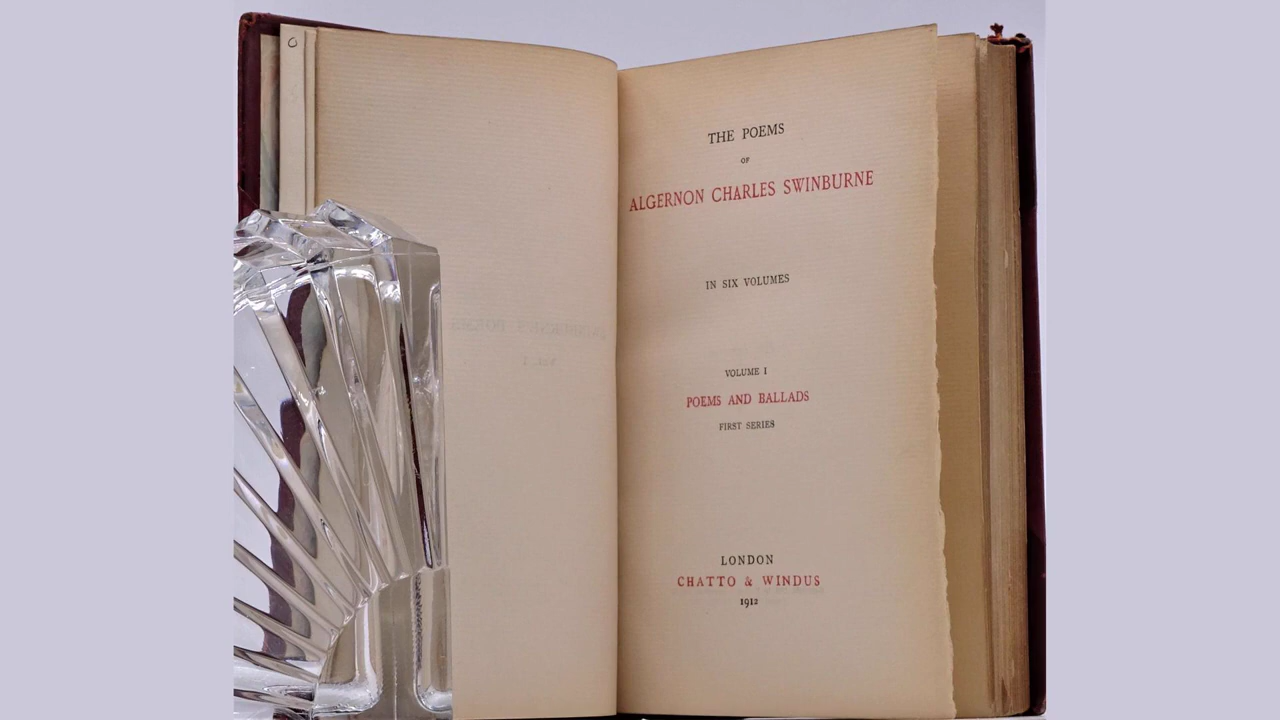 THE POEMS
OF
ALGERNON CHARLES SWINBURNE
IN SIX VOLUMES
VOLUME I
POEMS AND BALLADS
FIRST SERIES
LONDON
CHATTO & WINDUS
1912